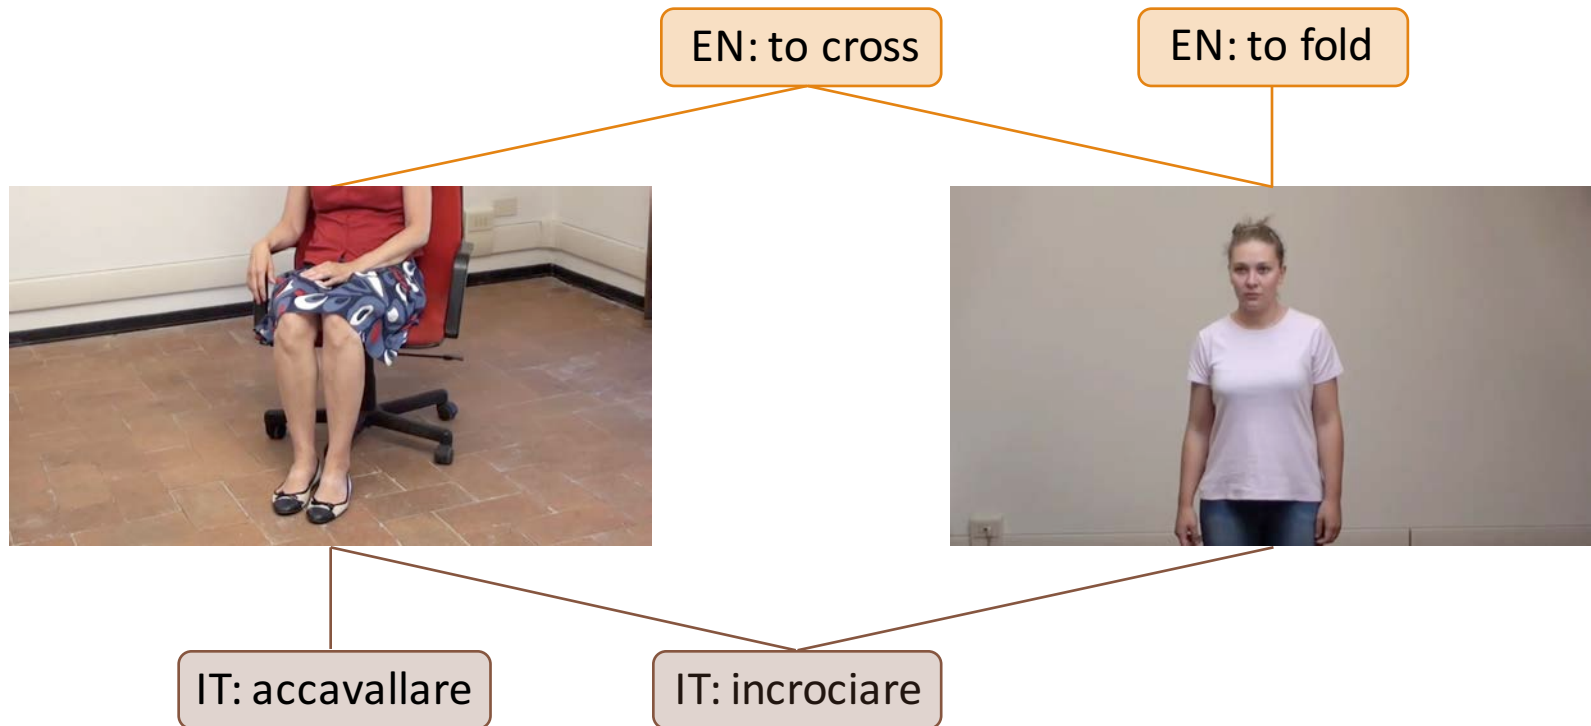 EN: to cross
EN: to fold
IT: accavallare
IT: incrociare